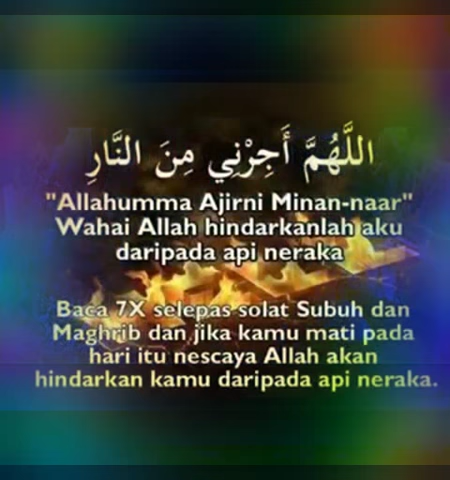 اللَّهُمَّ أَجِرْنِي مِنَ النَّارِ
"Allahumma Ajirni Minan-naar"
Wahai Allah hindarkanlah aku
daripada api neraka
Baca 7X selepas solat Subuh dan
Maghrib dan jika kamu mati pada
hari itu nescaya Allah akan
hindarkan kamu daripada api neraka.